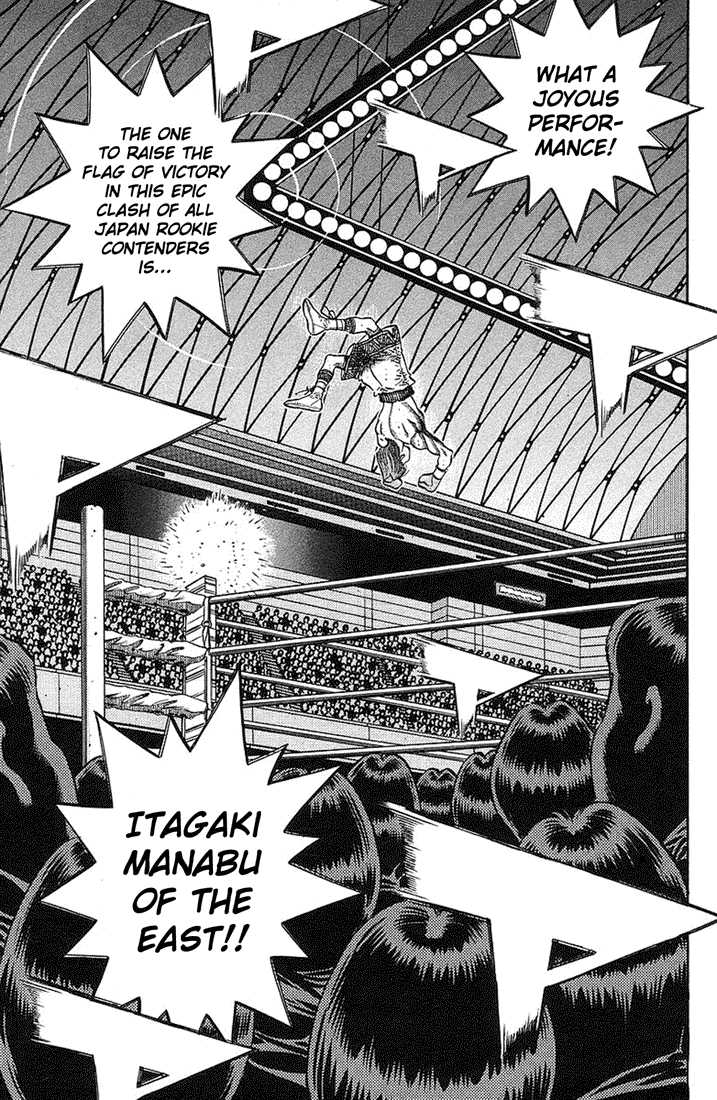 WHAT A
JOYOUS
PERFOR-
MANCE!
THE ONE
TO RAISE THE
FLAG OF VICTORY
IN THIS EPIC
CLASH OF ALL
JAPAN ROOKIE
CONTENDERS
IS...
ITAGAKI
MANABU
OF THE
EAST!!